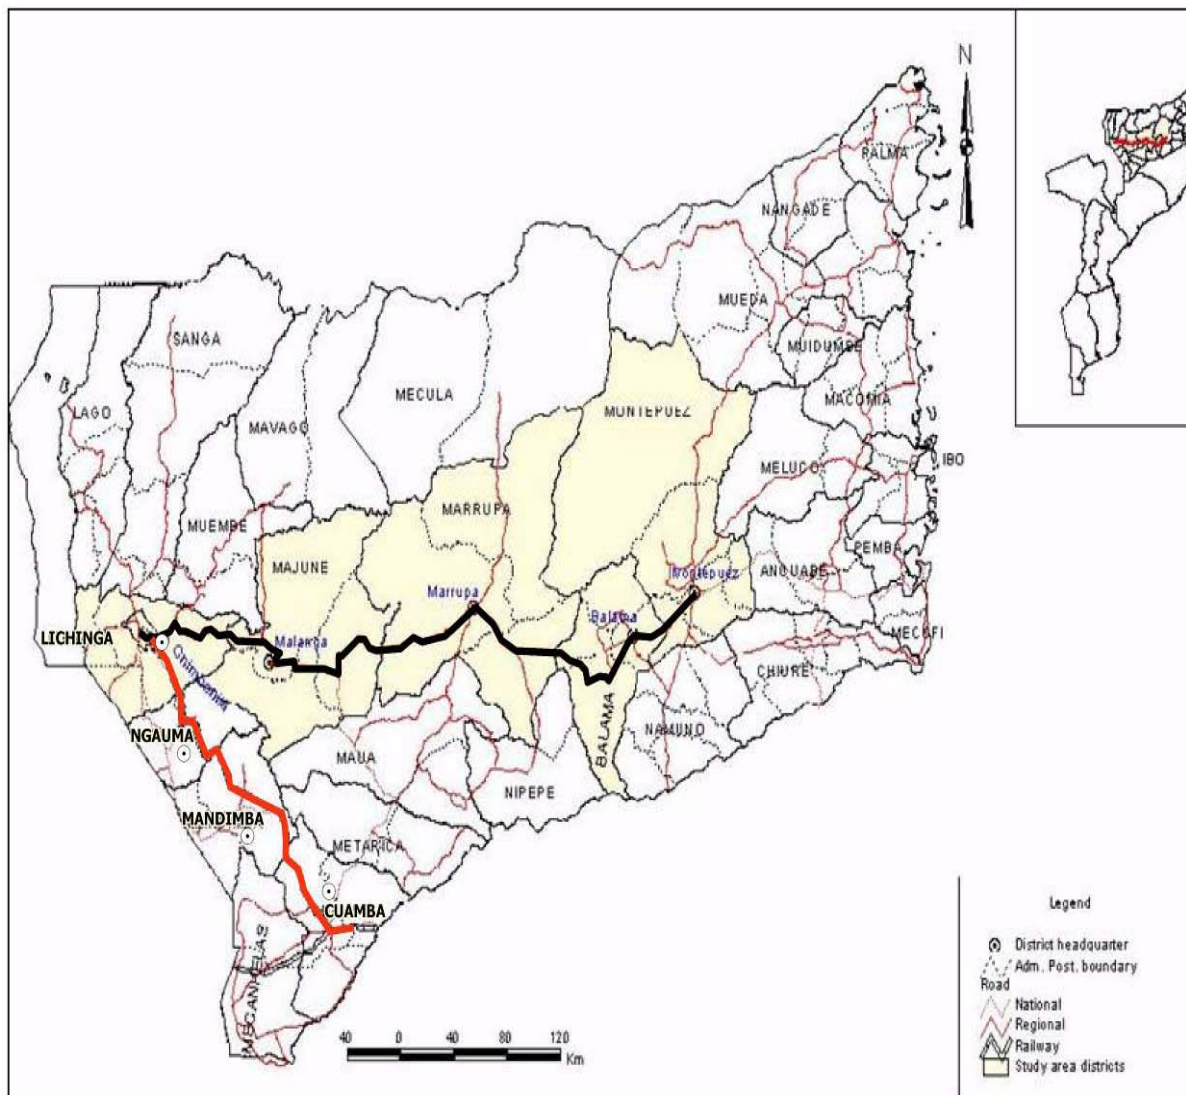 N
PALMA
NANGADE
MUEDA
SANGA
MUIDUMBE
MECULA
MACOMIA
LAGO
MONTEPUEZ
MAVAGO
IBO
MELUCO
MARRUPA
MUEMBE
PEMBA
MAJUNE
ANCUABE
Montepuez
Marrupa
Balama
LICHINGA
Malanga
MECUFI
CHIURE
NGAUMA
BALAMA
NAMUNO
MAUA
NIPEPE
MANDIMBA
METARICA
CUAMBA
MECANHELAS
Legend
District headquarter
Adm. Post. boundary
Road
National
Regional
Railway
Study area districts
40 0 40 80 120
Km